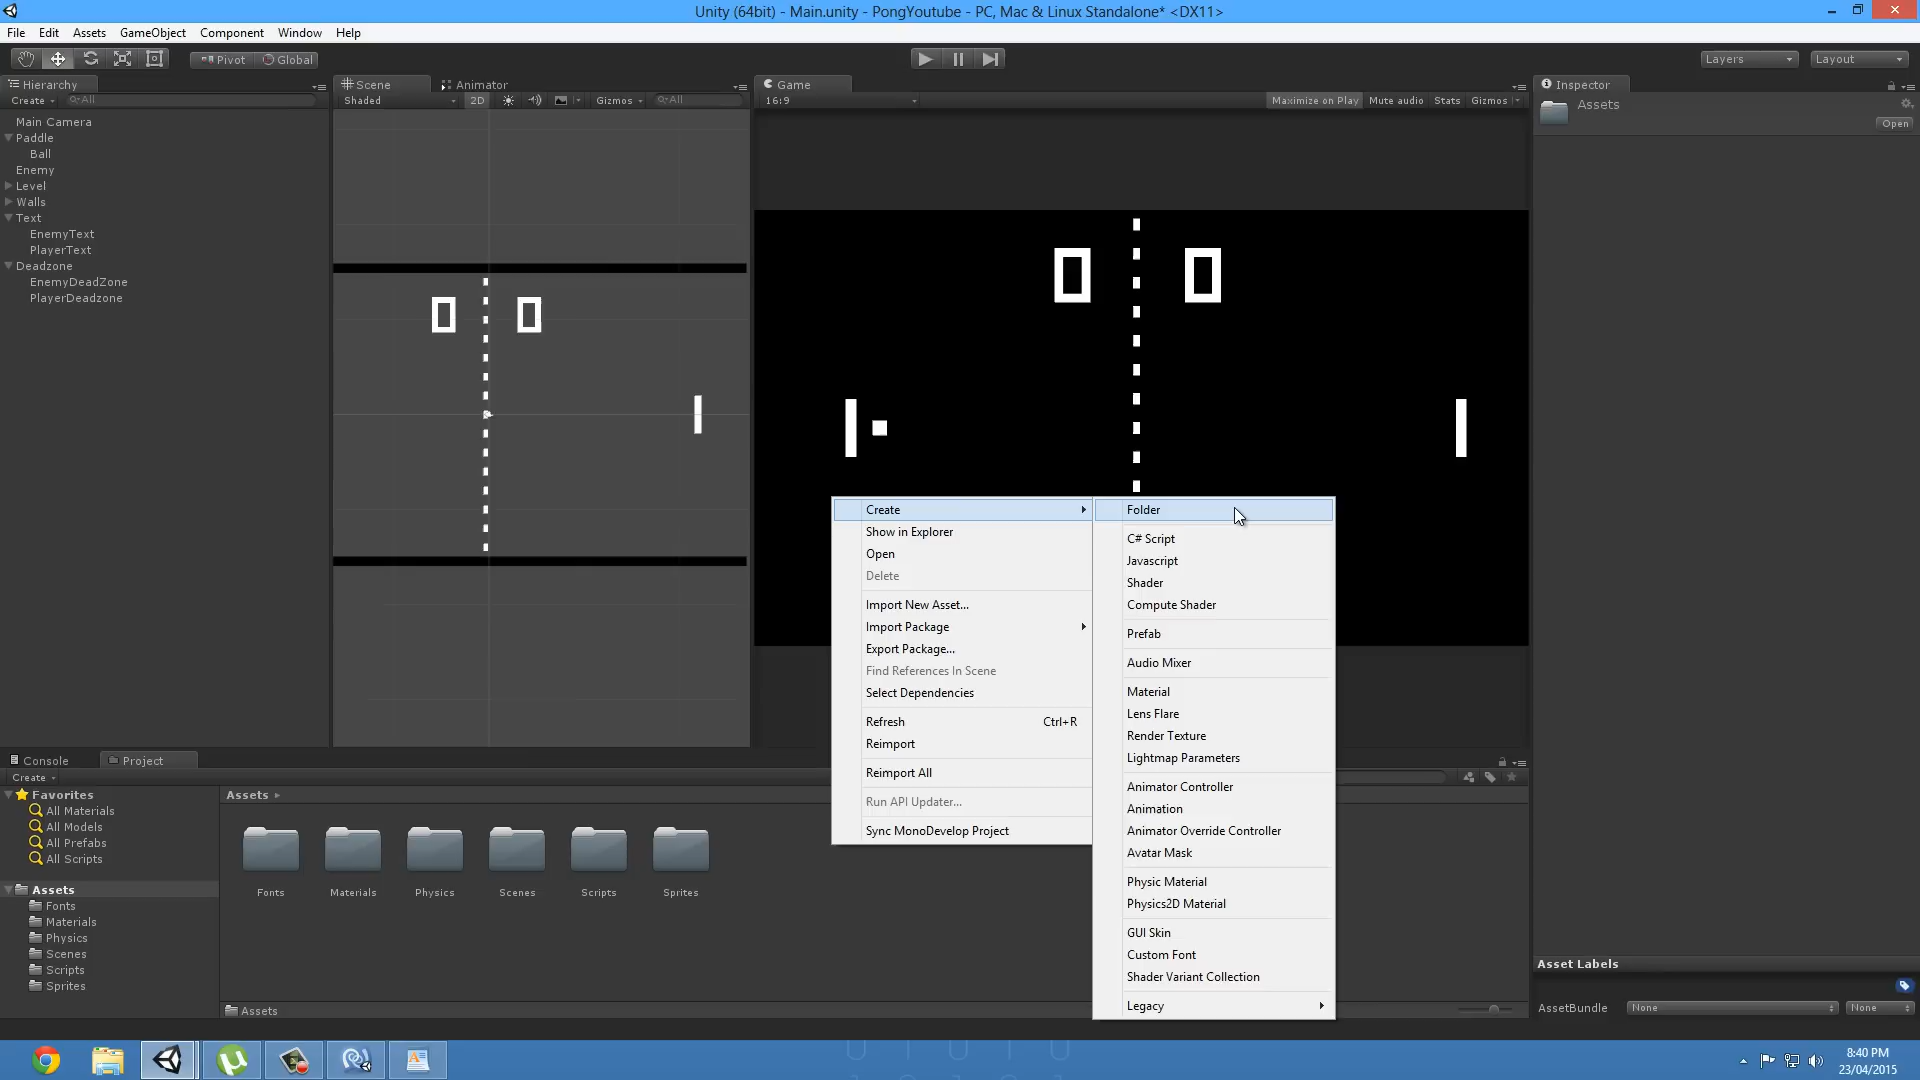 Unity (64bit) - Main.unity - PongYoutube - PC, Mac & Linux Standalone* <DX11>
File Edit Assets GameObject Component Window Help
Pivot Global Layers Layout
Hierarchy Scene Animator Game Inspector
Create All Shaded 2D Gizmos All 16:9 Maximize on Play Mute audio Stats Gizmos Assets
Open
Main Camera
Paddle
Ball
Enemy
Level
Walls
Text
EnemyText
PlayerText
Deadzone
EnemyDeadZone
PlayerDeadzone
0 0
0 0
Create
Show in Explorer
Open
Delete
Import New Asset...
Import Package
Export Package...
Find References In Scene
Select Dependencies
Refresh Ctrl+R
Reimport
Reimport All
Run API Updater...
Sync MonoDevelop Project
Folder
C# Script
Javascript
Shader
Compute Shader
Prefab
Audio Mixer
Material
Lens Flare
Render Texture
Lightmap Parameters
Animator Controller
Animation
Animator Override Controller
Avatar Mask
Physic Material
Physics2D Material
GUI Skin
Custom Font
Shader Variant Collection
Legacy
Console Project
Create
Favorites
All Materials
All Models
All Prefabs
All Scripts
Assets
Fonts
Materials
Physics
Scenes
Scripts
Sprites
Assets
Fonts Materials Physics Scenes Scripts Sprites
Assets
Asset Labels
AssetBundle None None
8:40 PM
23/04/2015